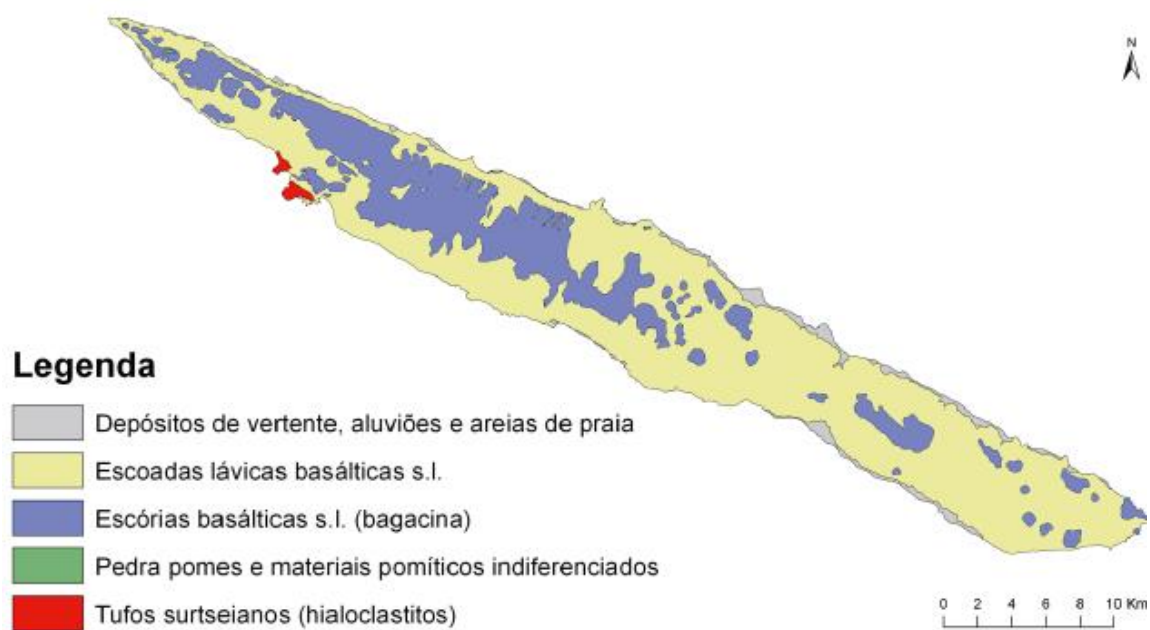 N
Legenda
Depósitos de vertente, aluviões e areias de praia
Escoadas lávicas basálticas s.l.
Escórias basálticas s.l. (bagacina)
Pedra pomes e materiais pomíticos indiferenciados
Tufos surtseianos (hialoclastitos)
0 2 4 6 8 10 Km